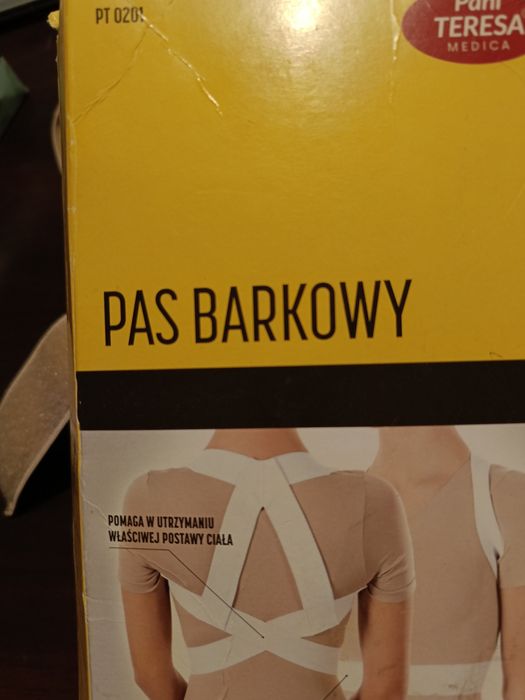 PT 0201
Pani
TERESA
MEDICA
PAS BARKOWY
POMAGA W UTRZYMANIU
WŁAŚCIWEJ POSTAWY CIAŁA